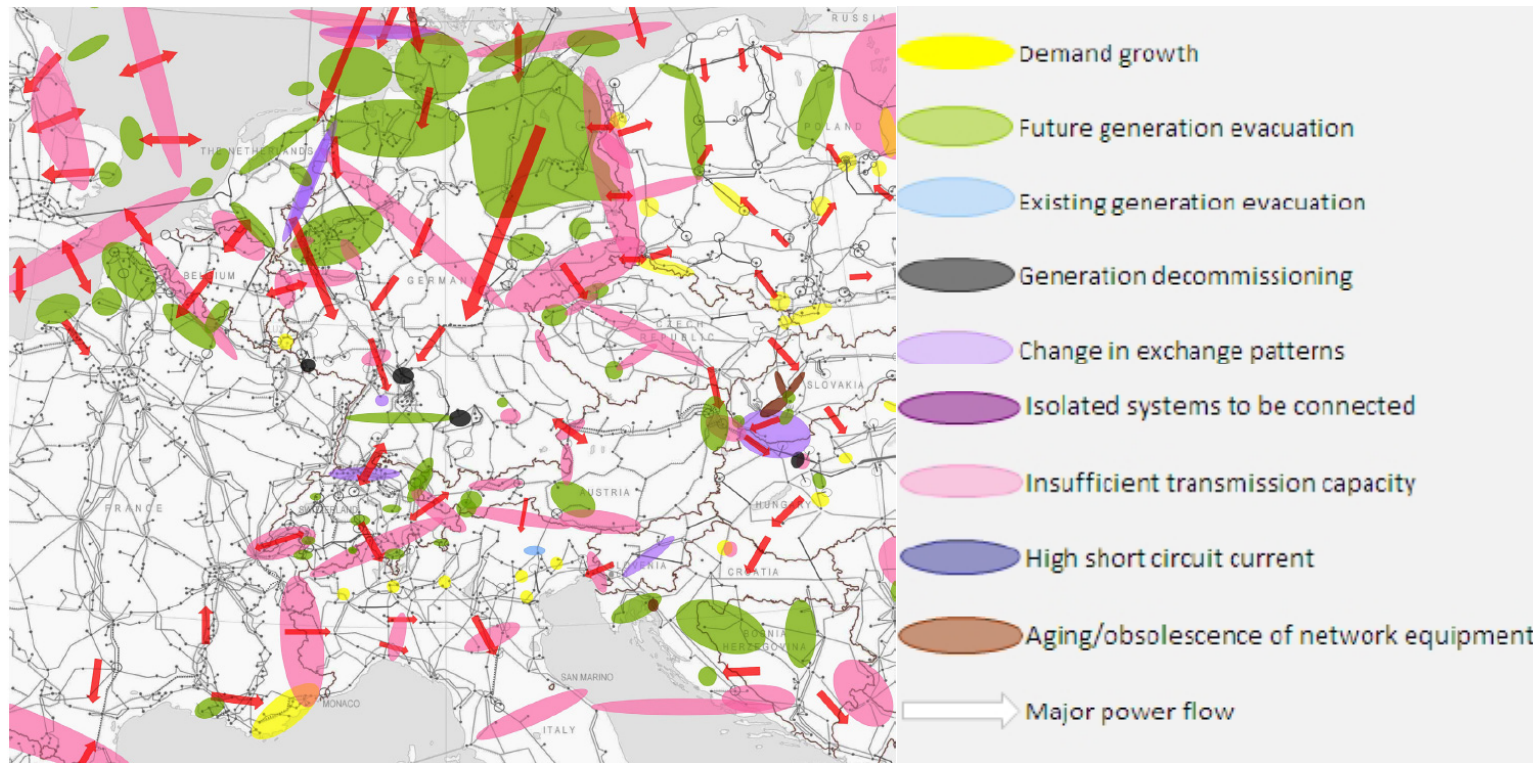 RUSSIA
POLAND
THE NETHERLANDS
BELGIUM
GERMAN
CZECH
REPUBLIC
SLOVAKIA
FRANCE
SWITZERLAND
AUSTRIA
HUNGARY
SLOVENIA
CROATIA
BOSNIA
HERZEGOVINA
SAN MARINO
MONACO
ITALY
Demand growth
Future generation evacuation
Existing generation evacuation
Generation decommissioning
Change in exchange patterns
Isolated systems to be connected
Insufficient transmission capacity
High short circuit current
Aging/obsolescence of network equipment
Major power flow